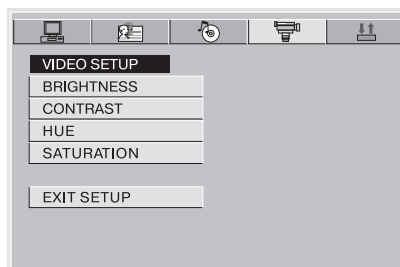 VIDEO SETUP
BRIGHTNESS
CONTRAST
HUE
SATURATION
EXIT SETUP